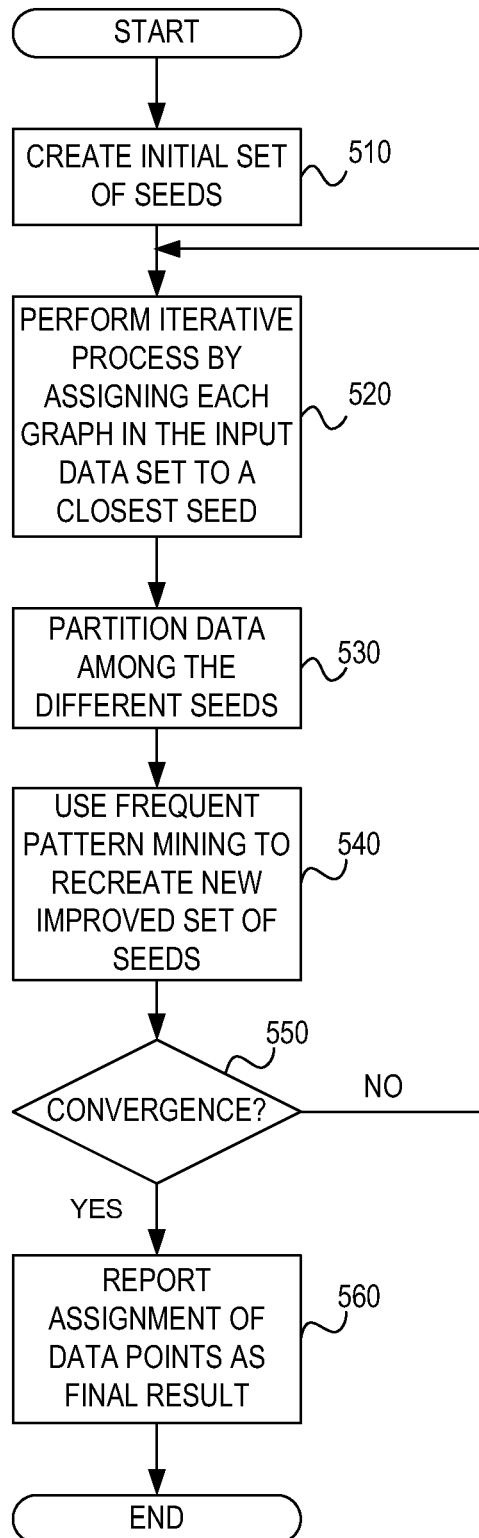 START
CREATE INITIAL SET
OF SEEDS
510
PERFORM ITERATIVE
PROCESS BY
ASSIGNING EACH
GRAPH IN THE INPUT
DATA SET TO A
CLOSEST SEED
520
PARTITION DATA
AMONG THE
DIFFERENT SEEDS
530
USE FREQUENT
PATTERN MINING TO
RECREATE NEW
IMPROVED SET OF
SEEDS
540
550
CONVERGENCE?
NO
YES
REPORT
ASSIGNMENT OF
DATA POINTS AS
FINAL RESULT
560
END